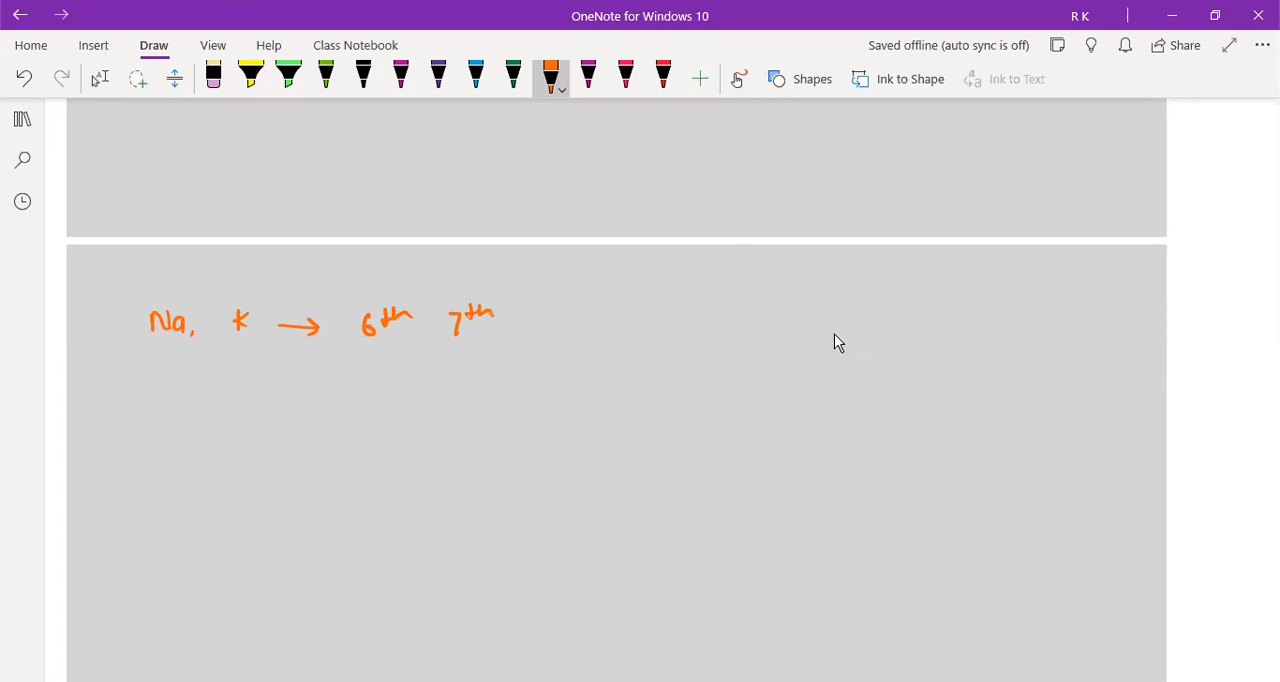 OneNote for Windows 10
R K
Home Insert Draw View Help Class Notebook
Saved offline (auto sync is off) Share
Shapes Ink to Shape Ink to Text
Na, K → 6th 7th